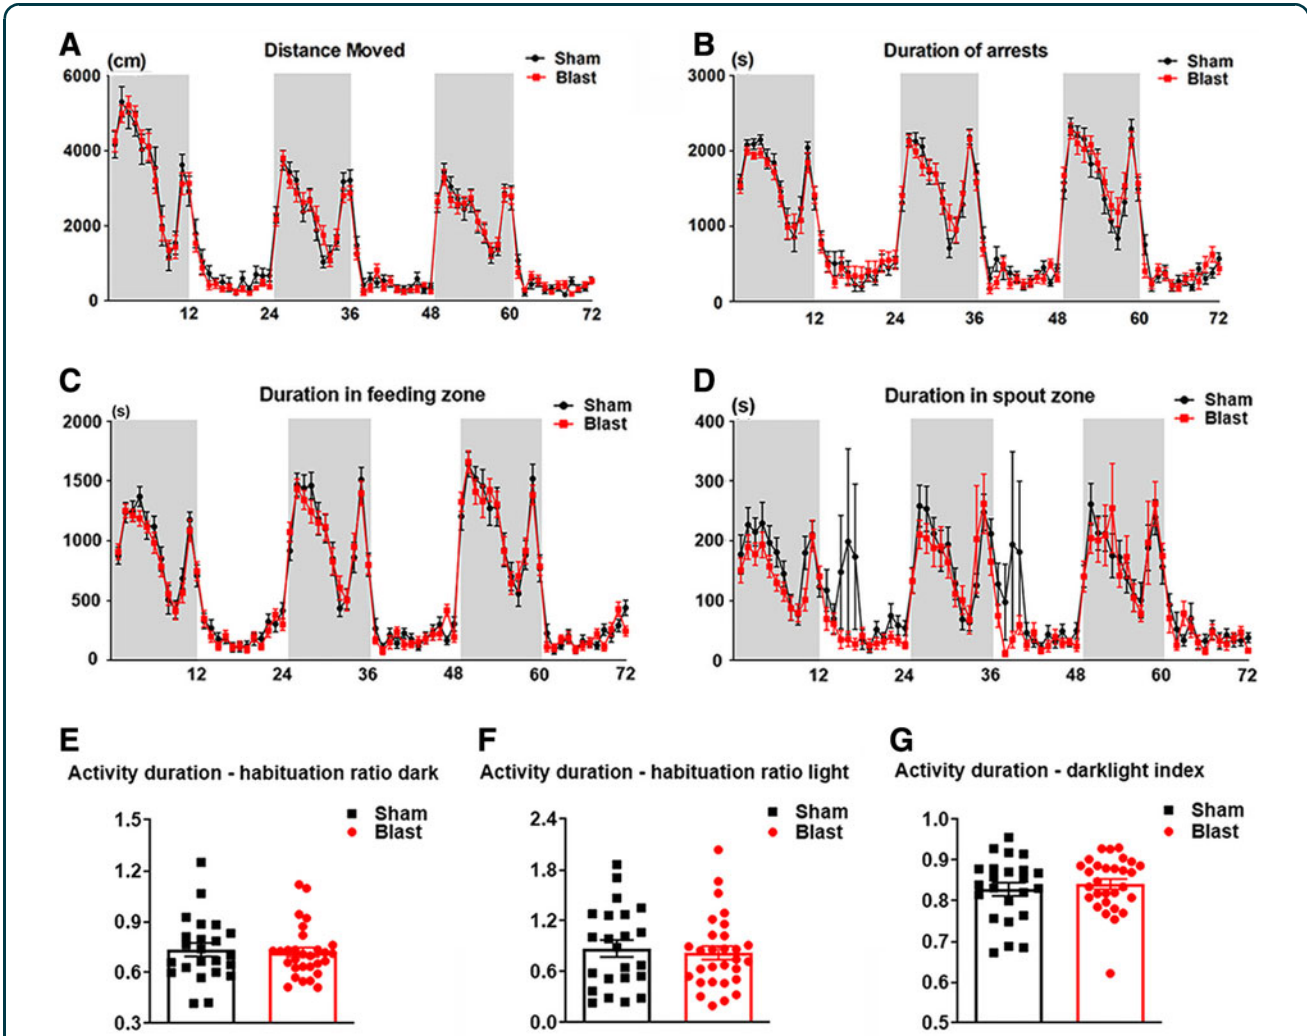 A
(cm)
Distance Moved
Sham
Blast
6000
4000
2000
0
12
24
36
48
60
72
B
(s)
Duration of arrests
Sham
Blast
3000
2000
1000
0
12
24
36
48
60
72
C
(s)
Duration in feeding zone
Sham
Blast
2000
1500
1000
500
0
12
24
36
48
60
72
D
(s)
Duration in spout zone
Sham
Blast
400
300
200
100
0
12
24
36
48
60
72
E
Activity duration - habituation ratio dark
Sham
Blast
1.5
1.2
0.9
0.6
0.3
F
Activity duration - habituation ratio light
Sham
Blast
2.4
1.8
1.2
0.6
0.0
G
Activity duration - darklight index
Sham
Blast
1.0
0.9
0.8
0.7
0.6
0.5